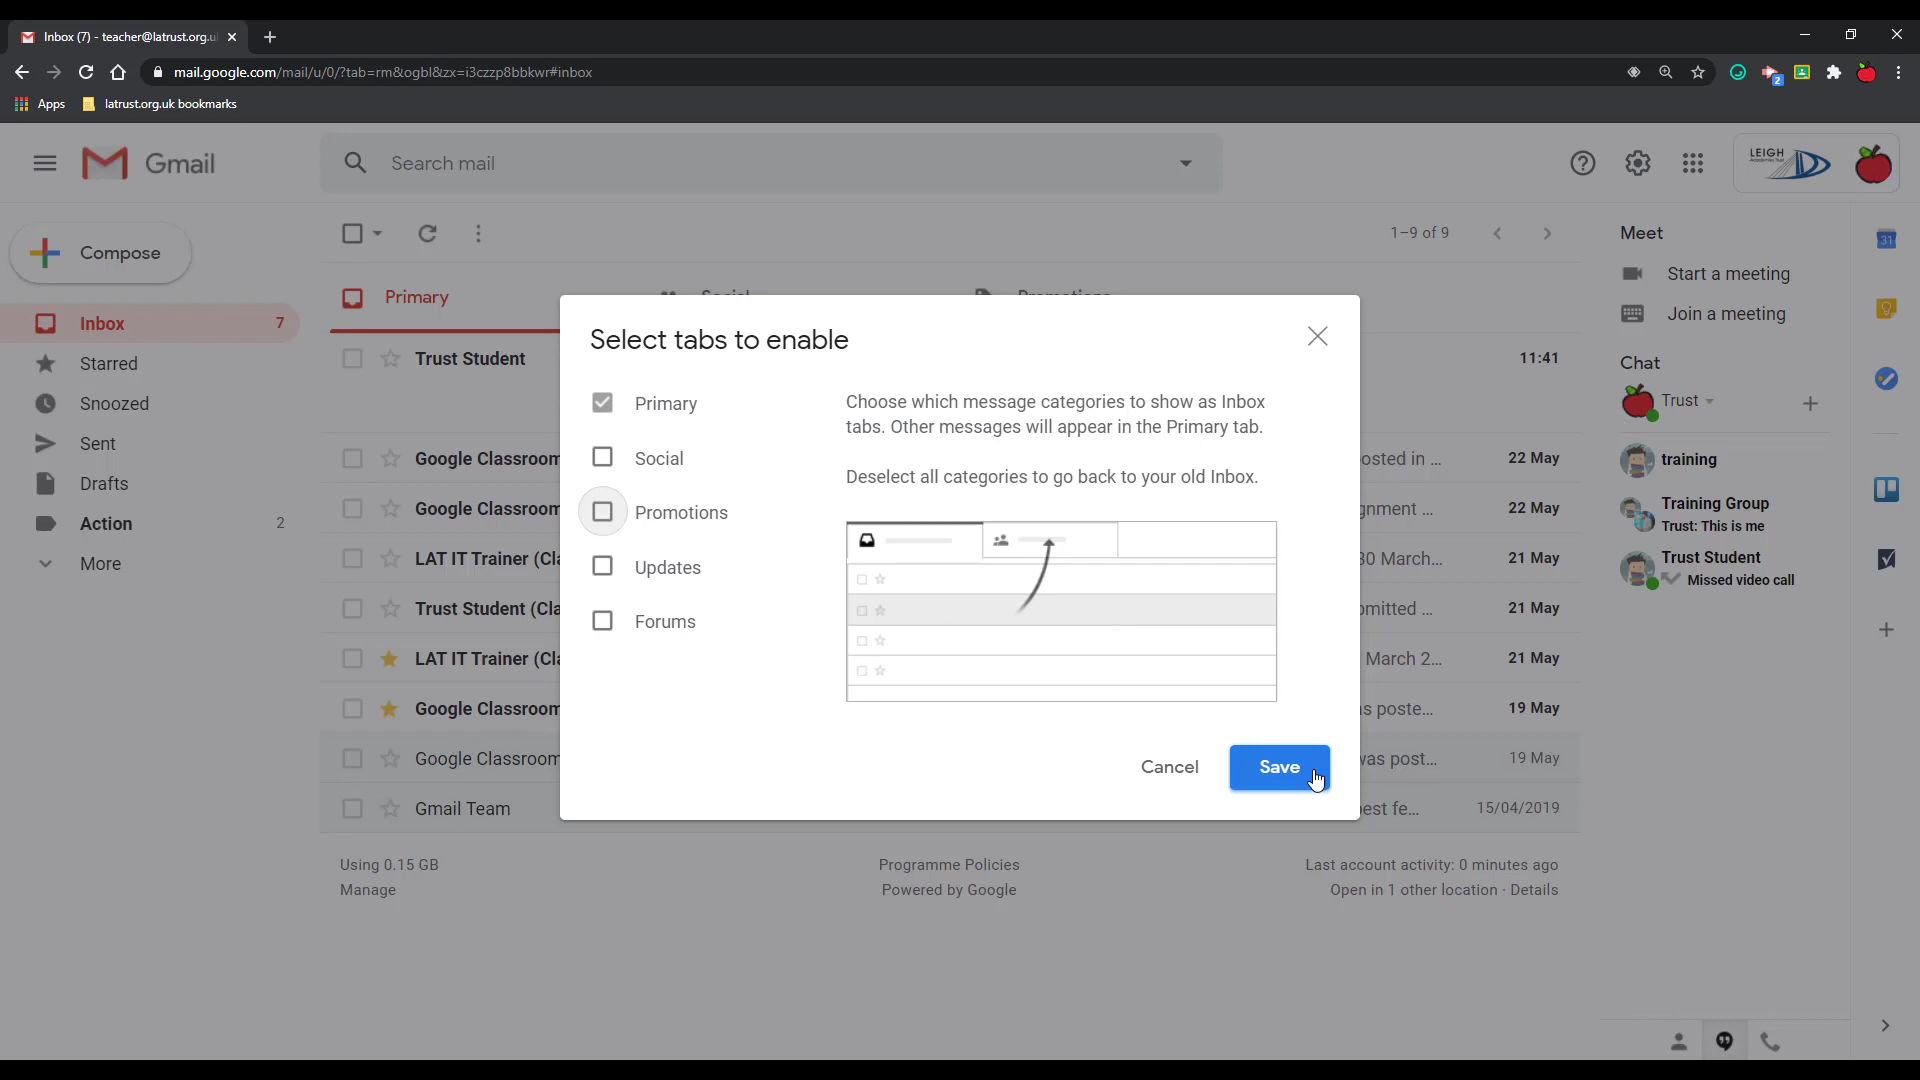 Inbox (7) - teacher@latrust.org.u
mail.google.com/mail/u/0/?tab=rm&ogbl&zx=i3czzp8bbkwr#inbox
2
Apps
latrust.org.uk bookmarks
Gmail
Search mail
LEIGH
Compose
1–9 of 9
Meet
31
Start a meeting
Join a meeting
Primary
Inbox 7
Starred
Snoozed
Sent
Drafts
Action 2
More
Trust Student 11:41
Google Classroom osted in ... 22 May
Google Classroom gnment ... 22 May
LAT IT Trainer (Cla 30 March... 21 May
Trust Student (Cla mitted ... 21 May
LAT IT Trainer (Cla March 2... 21 May
Google Classroom s poste... 19 May
Google Classroom was post... 19 May
Gmail Team est fe... 15/04/2019
Select tabs to enable
Primary
Social
Promotions
Updates
Forums
Choose which message categories to show as Inbox
tabs. Other messages will appear in the Primary tab.
Deselect all categories to go back to your old Inbox.
Cancel
Save
Chat
Trust
training
Training Group
Trust: This is me
Trust Student
Missed video call
Using 0.15 GB
Manage
Programme Policies
Powered by Google
Last account activity: 0 minutes ago
Open in 1 other location · Details